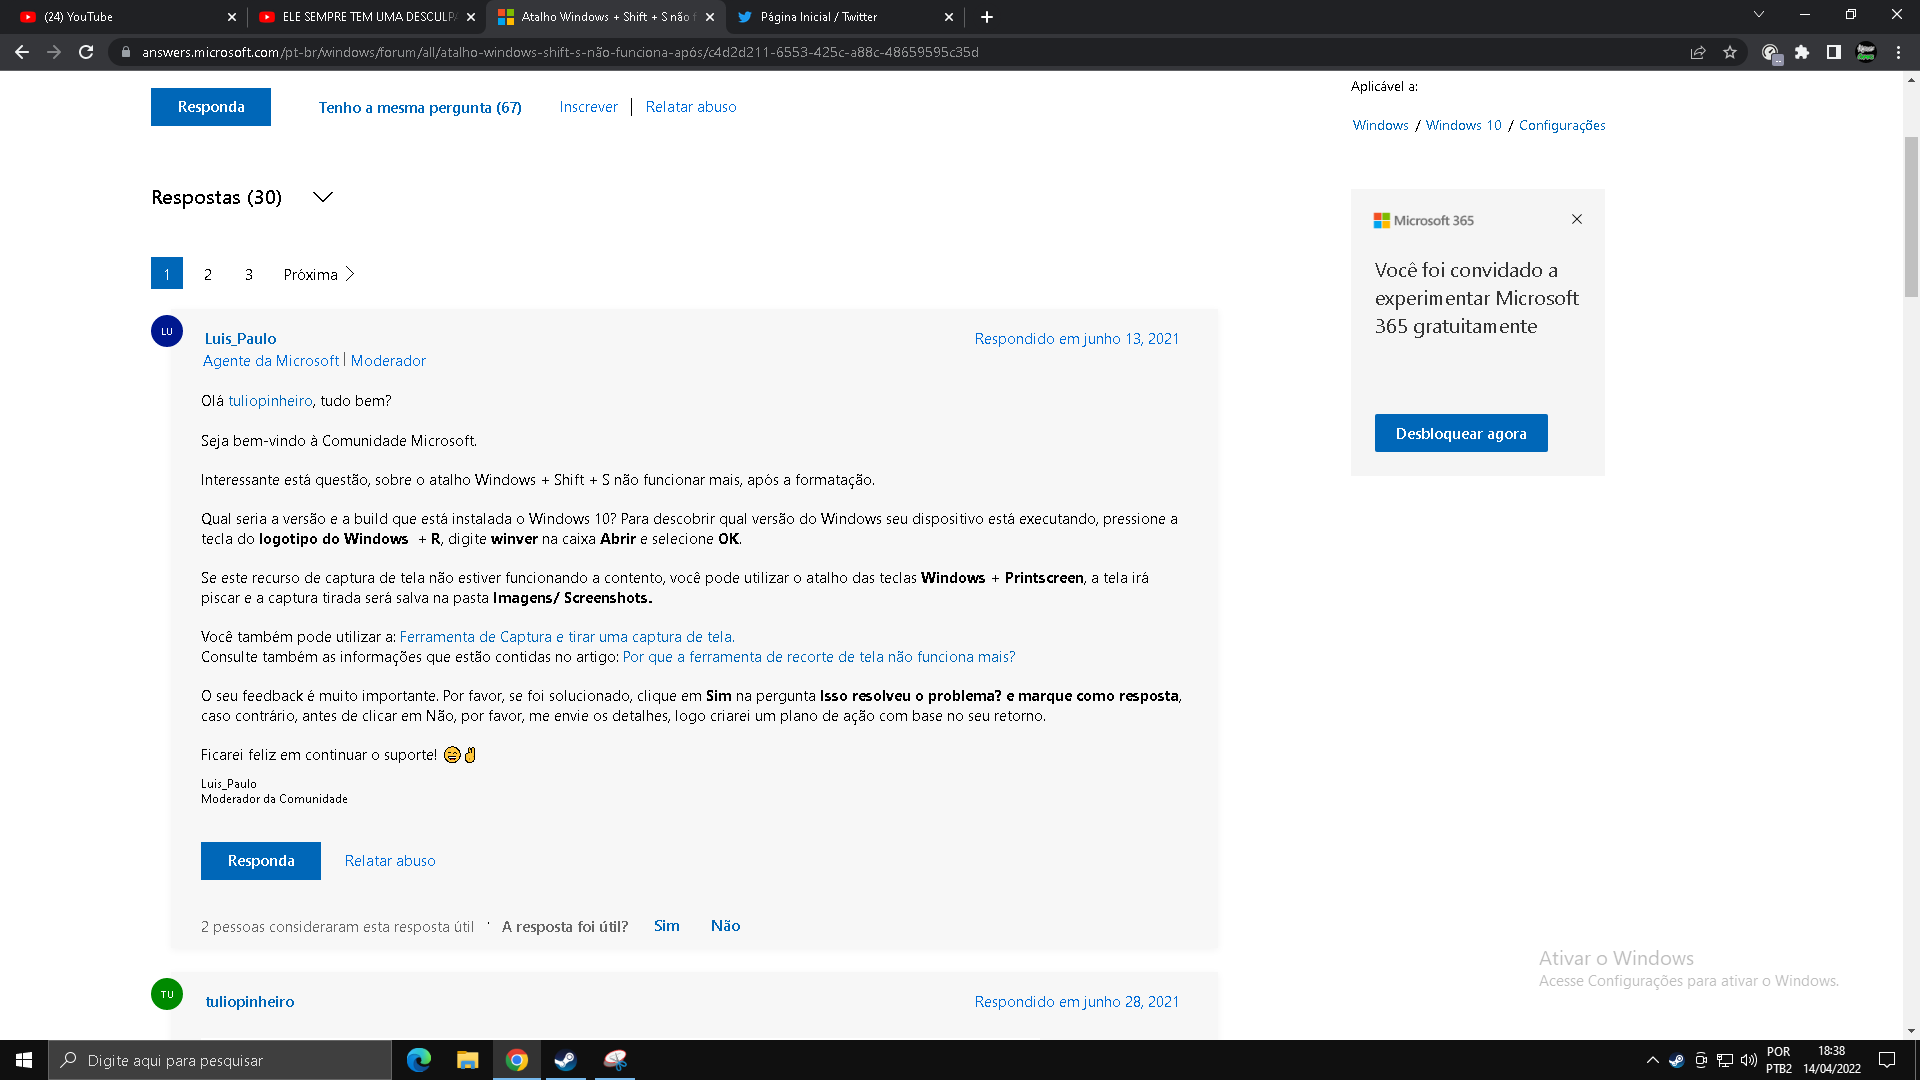 (24) YouTube
ELE SEMPRE TEM UMA DESCULPA
Atalho Windows + Shift + S não f
Página Inicial / Twitter
answers.microsoft.com/pt-br/windows/forum/all/atalho-windows-shift-s-não-funciona-após/c4d2d211-6553-425c-a88c-48659595c35d
Responda
Tenho a mesma pergunta (67)
Inscrever
Relatar abuso
Aplicável a:
Windows / Windows 10 / Configurações
Respostas (30)
1 2 3 Próxima
Microsoft 365
Você foi convidado a
experimentar Microsoft
365 gratuitamente
Desbloquear agora
LU
Luis_Paulo
Respondido em junho 13, 2021
Agente da Microsoft | Moderador
Olá tuliopinheiro, tudo bem?
Seja bem-vindo à Comunidade Microsoft.
Interessante está questão, sobre o atalho Windows + Shift + S não funcionar mais, após a formatação.
Qual seria a versão e a build que está instalada o Windows 10? Para descobrir qual versão do Windows seu dispositivo está executando, pressione a
tecla do logotipo do Windows + R, digite winver na caixa Abrir e selecione OK.
Se este recurso de captura de tela não estiver funcionando a contento, você pode utilizar o atalho das teclas Windows + Printscreen, a tela irá
piscar e a captura tirada será salva na pasta Imagens/ Screenshots.
Você também pode utilizar a: Ferramenta de Captura e tirar uma captura de tela.
Consulte também as informações que estão contidas no artigo: Por que a ferramenta de recorte de tela não funciona mais?
O seu feedback é muito importante. Por favor, se foi solucionado, clique em Sim na pergunta Isso resolveu o problema? e marque como resposta,
caso contrário, antes de clicar em Não, por favor, me envie os detalhes, logo criarei um plano de ação com base no seu retorno.
Ficarei feliz em continuar o suporte! 😄✌
Luis_Paulo
Moderador da Comunidade
Responda
Relatar abuso
2 pessoas consideraram esta resposta útil · A resposta foi útil? Sim Não
TU
tuliopinheiro
Respondido em junho 28, 2021
Ativar o Windows
Acesse Configurações para ativar o Windows.
Digite aqui para pesquisar
POR
PTB2
18:38
14/04/2022